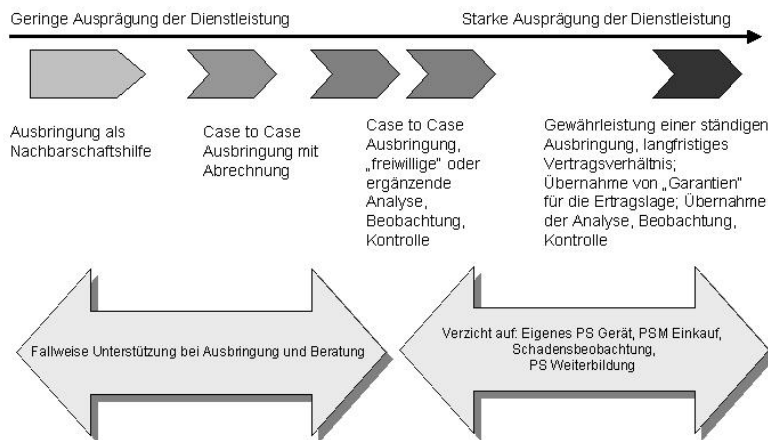 Geringe Ausprägung der Dienstleistung
Starke Ausprägung der Dienstleistung
Ausbringung als
Nachbarschaftshilfe
Case to Case
Ausbringung mit
Abrechnung
Case to Case
Ausbringung,
„freiwillige" oder
ergänzende
Analyse,
Beobachtung,
Kontrolle
Gewährleistung einer ständigen
Ausbringung, langfristiges
Vertragsverhältnis;
Übernahme von „Garantien"
für die Ertragslage; Übernahme
der Analyse, Beobachtung,
Kontrolle
Fallweise Unterstützung bei Ausbringung und Beratung
Verzicht auf: Eigenes PS Gerät, PSM Einkauf,
Schadensbeobachtung,
PS Weiterbildung